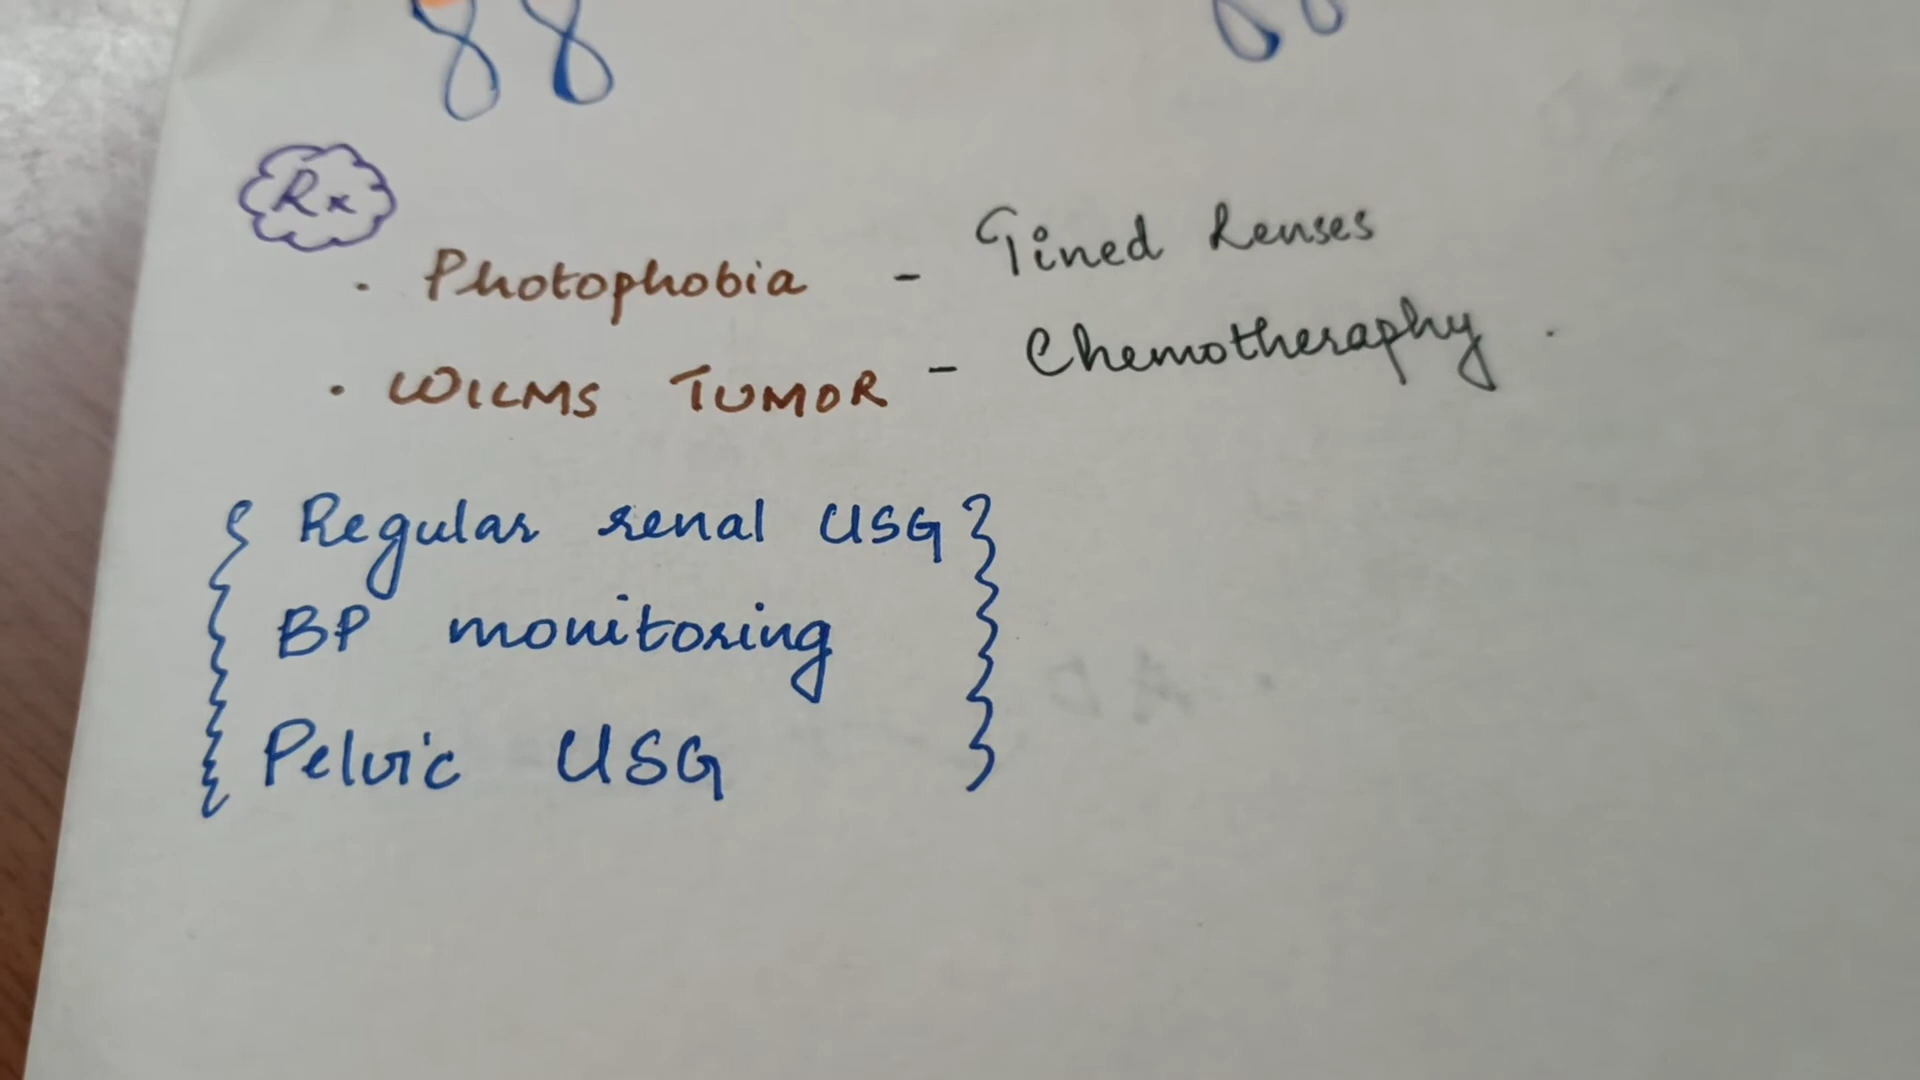 88
Rx
. Photophobia - Tined Lenses
. WILMS TUMOR - Chemotheraphy .
{ Regular renal USG }
BP monitoring
Pelvic USG